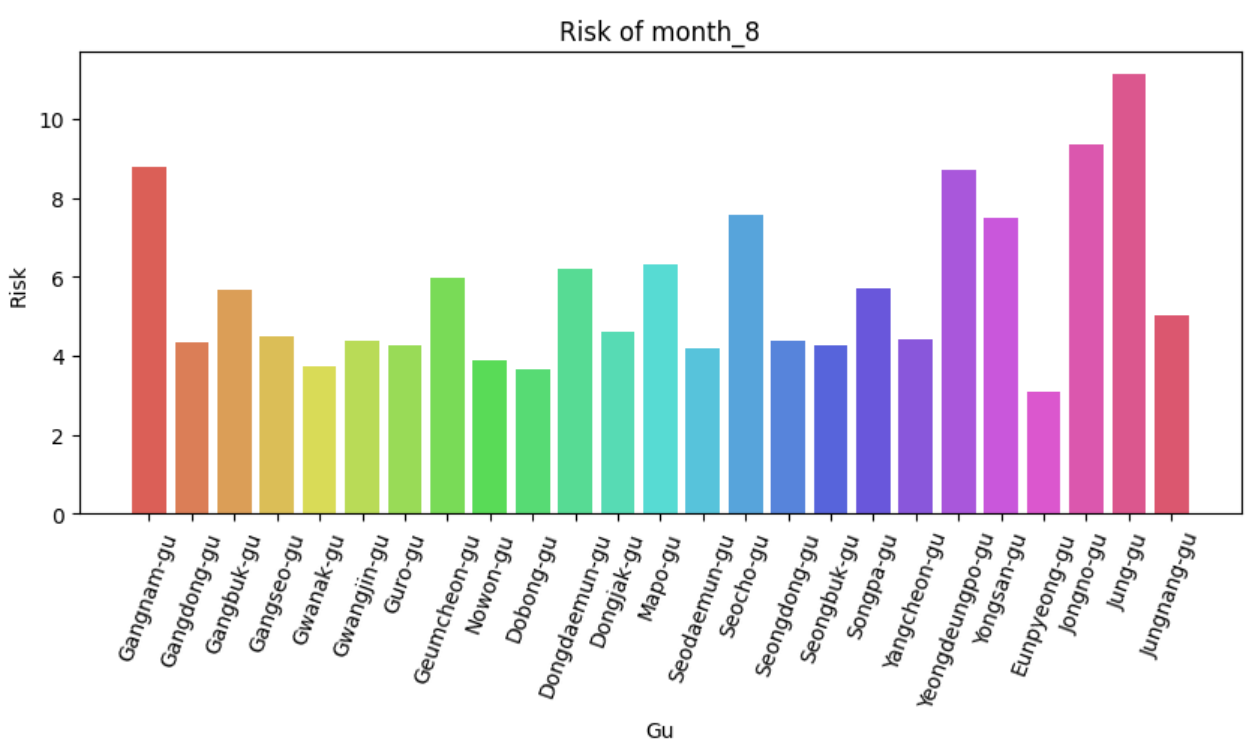 Risk of month_8
Risk
10
8
6
4
2
0
Gangnam-gu
Gangdong-gu
Gangbuk-gu
Gangseo-gu
Gwanak-gu
Gwangjin-gu
Guro-gu
Geumcheon-gu
Nowon-gu
Dobong-gu
Dongdaemun-gu
Dongjak-gu
Mapo-gu
Seodaemun-gu
Seocho-gu
Seongdong-gu
Seongbuk-gu
Songpa-gu
Yangcheon-gu
Yeongdeungpo-gu
Yongsan-gu
Eunpyeong-gu
Jongno-gu
Jung-gu
Jungnang-gu
Gu